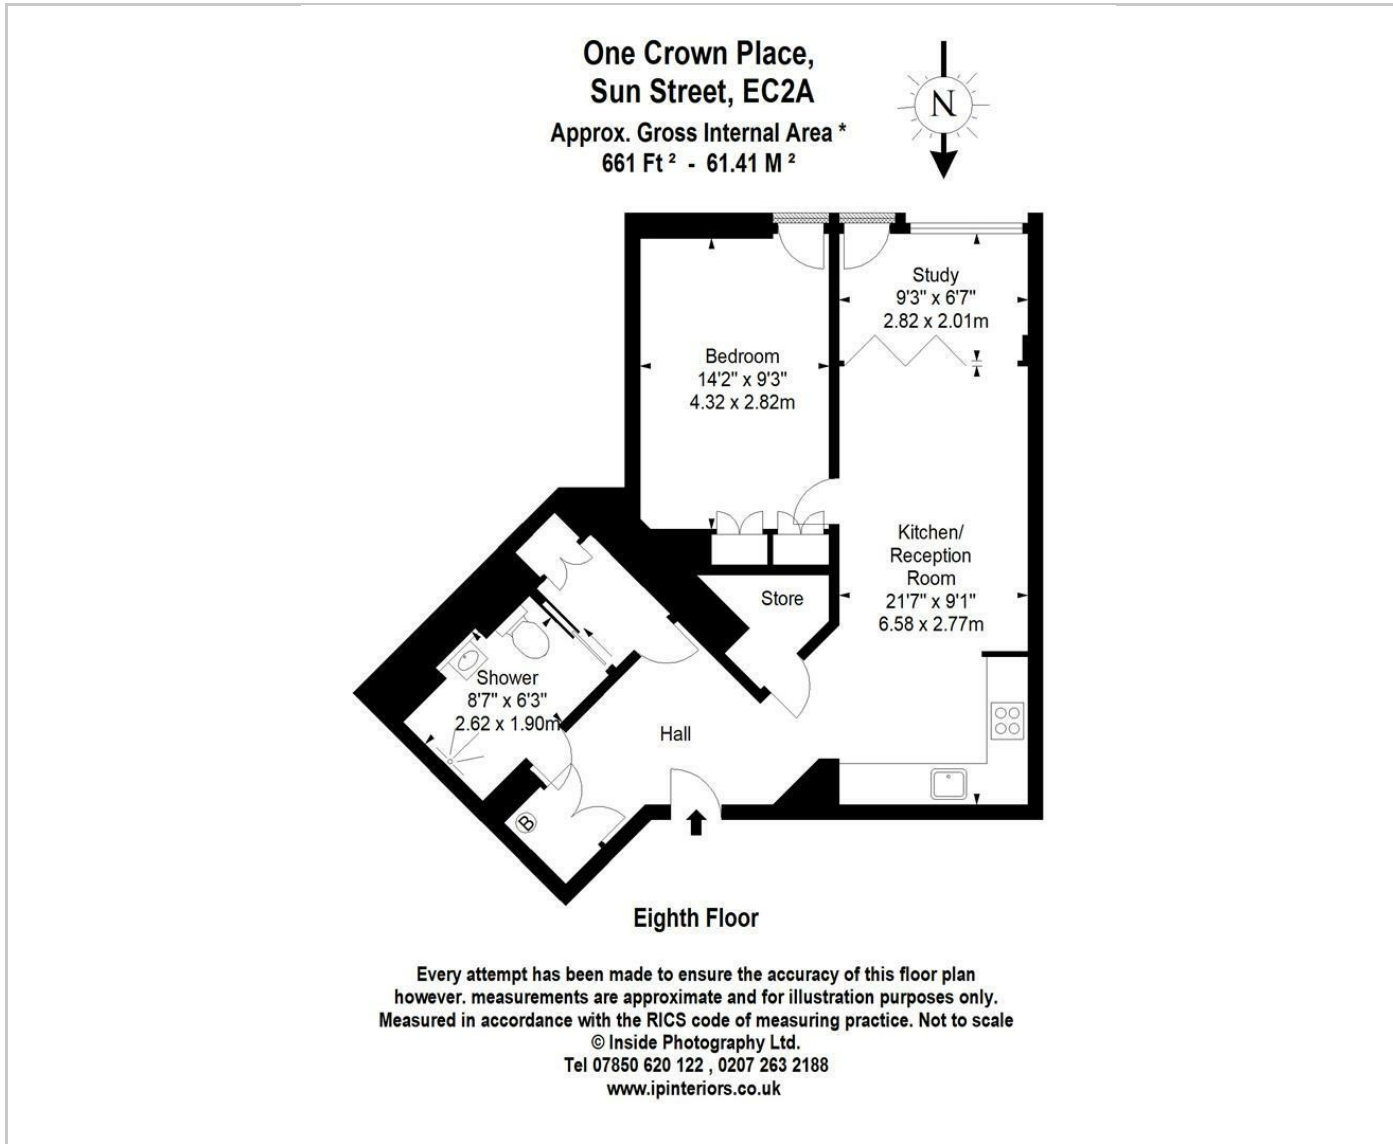 One Crown Place,
Sun Street, EC2A
Approx. Gross Internal Area *
661 Ft ² - 61.41 M ²
N
Study
9'3" x 6'7"
2.82 x 2.01m
Bedroom
14'2" x 9'3"
4.32 x 2.82m
Kitchen/
Reception
Room
21'7" x 9'1"
6.58 x 2.77m
Store
Shower
8'7" x 6'3"
2.62 x 1.90m
Hall
B
Eighth Floor
Every attempt has been made to ensure the accuracy of this floor plan
however. measurements are approximate and for illustration purposes only.
Measured in accordance with the RICS code of measuring practice. Not to scale
© Inside Photography Ltd.
Tel 07850 620 122 , 0207 263 2188
www.ipinteriors.co.uk